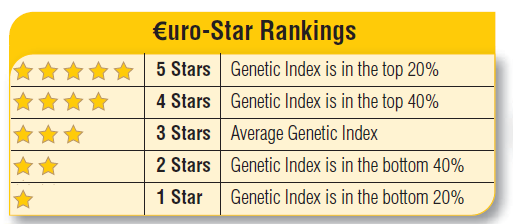 €uro-Star Rankings
5 Stars Genetic Index is in the top 20%
4 Stars Genetic Index is in the top 40%
3 Stars Average Genetic Index
2 Stars Genetic Index is in the bottom 40%
1 Star Genetic Index is in the bottom 20%